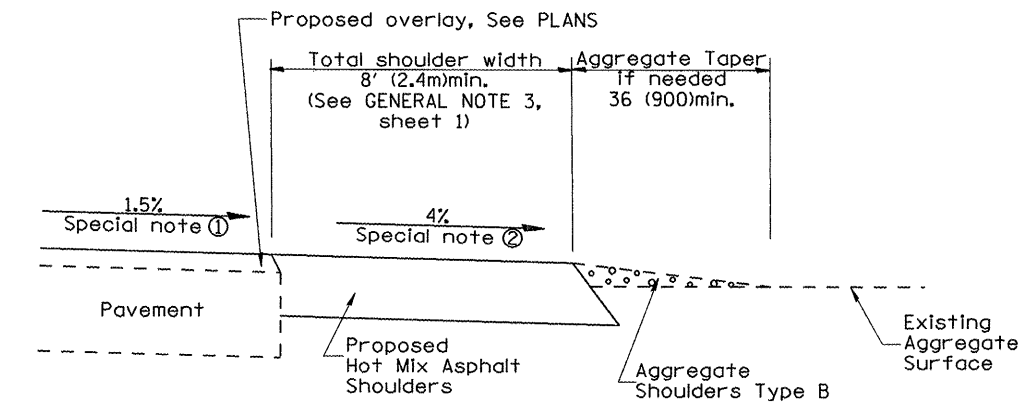 Proposed overlay, See PLANS
Total shoulder width
8' (2.4m)min.
(See GENERAL NOTE 3,
sheet 1)
Aggregate Taper
if needed
36 (900)min.
1.5%
Special note ①
4%
Special note ②
Pavement
Proposed
Hot Mix Asphalt
Shoulders
Aggregate
Shoulders Type B
Existing
Aggregate
Surface